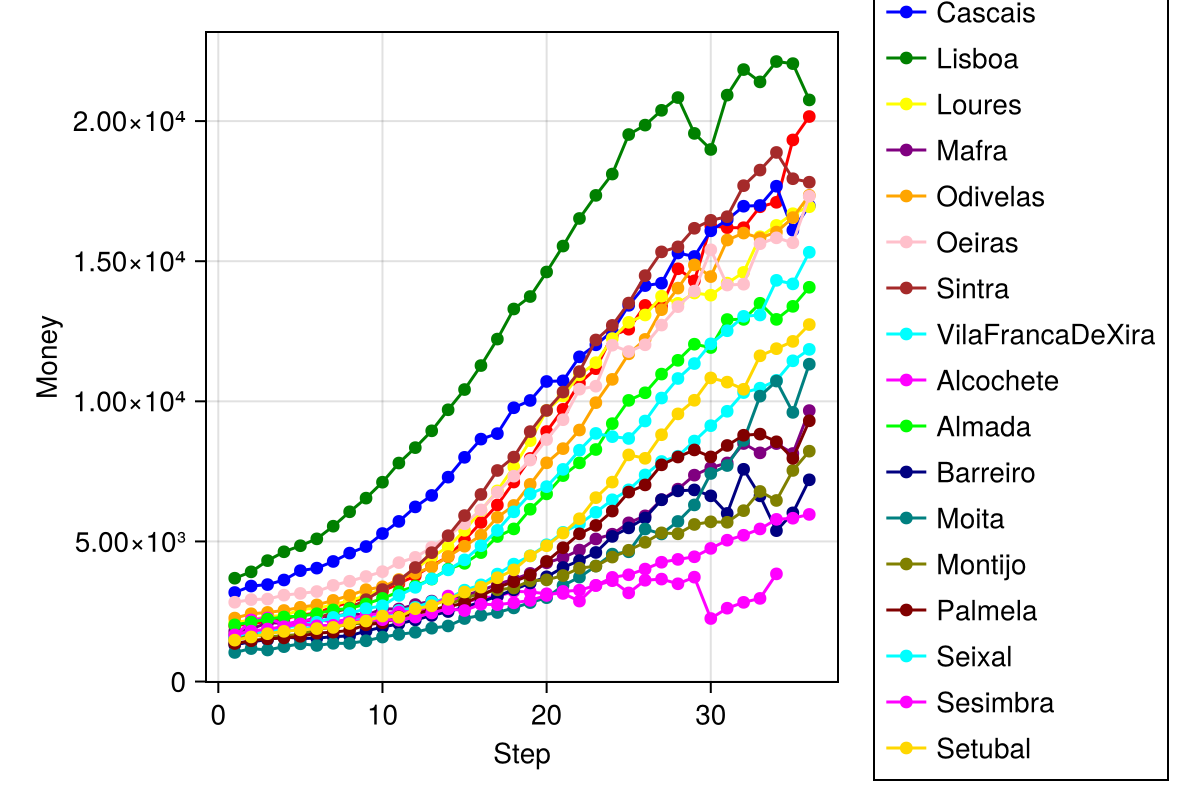 Cascais
Lisboa
Loures
Mafra
Odivelas
Oeiras
Sintra
VilaFrancaDeXira
Alcochete
Almada
Barreiro
Moita
Montijo
Palmela
Seixal
Sesimbra
Setubal
Money
2.00×10⁴
1.50×10⁴
1.00×10⁴
5.00×10³
0
0 10 20 30
Step